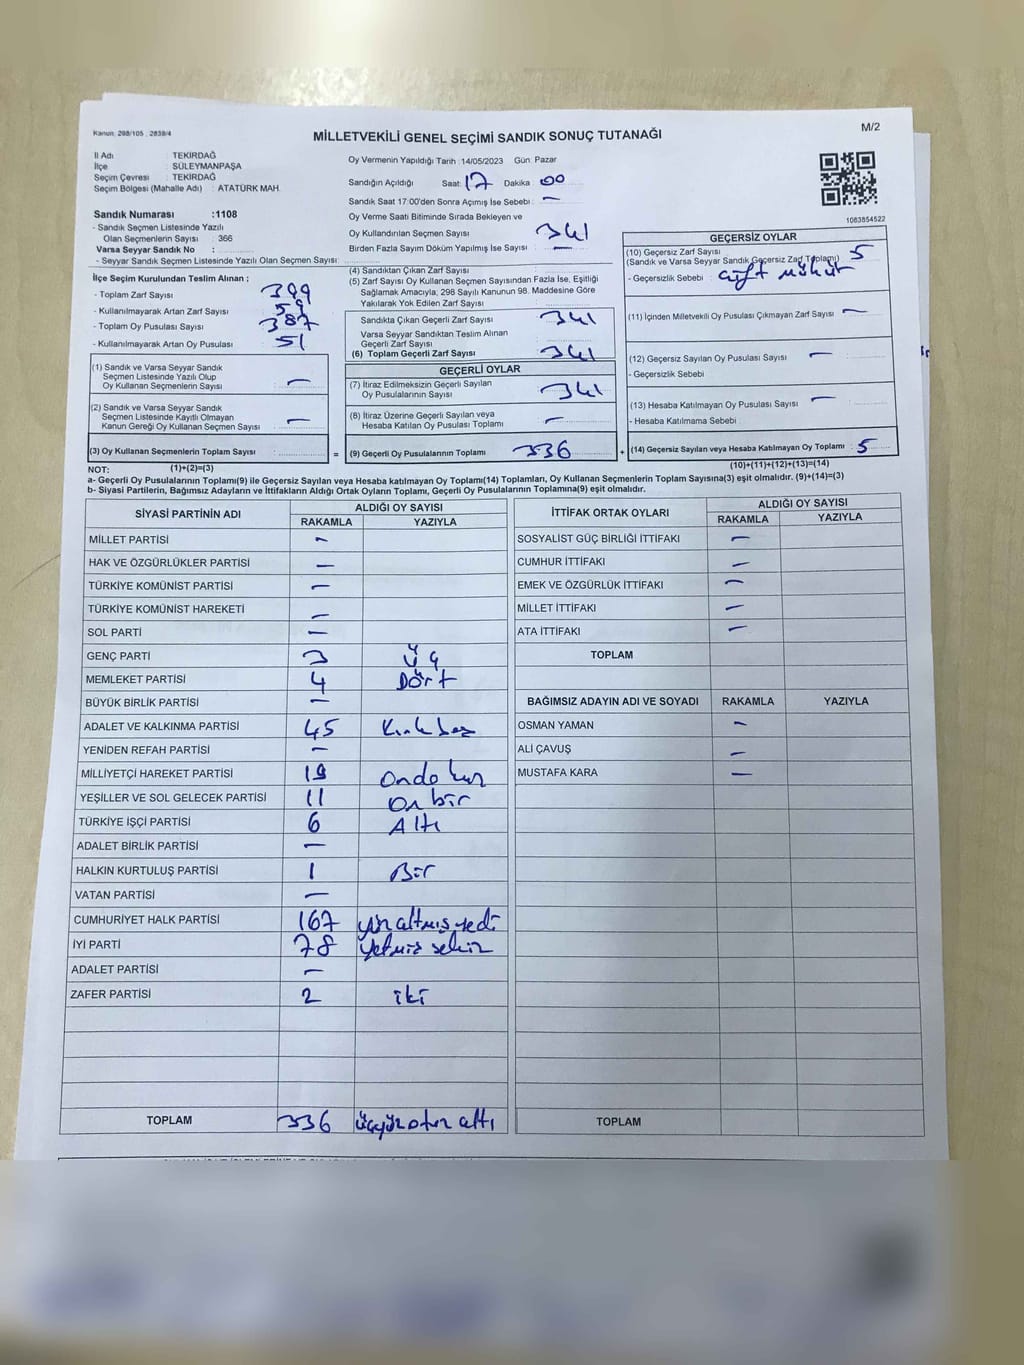 Kanun: 298/105 , 2839/4
MİLLETVEKİLİ GENEL SEÇİMİ SANDIK SONUÇ TUTANAĞI
M/2
İl Adı : TEKİRDAĞ
İlçe : SÜLEYMANPAŞA
Seçim Çevresi : TEKİRDAĞ
Seçim Bölgesi (Mahalle Adı) : ATATÜRK MAH.
Sandık Numarası :1108
- Sandık Seçmen Listesinde Yazılı
Olan Seçmenlerin Sayısı : 366
Varsa Seyyar Sandık No :
- Seyyar Sandık Seçmen Listesinde Yazılı Olan Seçmen Sayısı:
Oy Vermenin Yapıldığı Tarih :14/05/2023 Gün: Pazar
Sandığın Açıldığı Saat: 17 Dakika : 00
Sandık Saat 17:00'den Sonra Açımış İse Sebebi : —
Oy Verme Saati Bitiminde Sırada Bekleyen ve
Oy Kullandırılan Seçmen Sayısı 341
Birden Fazla Sayım Döküm Yapılmış İse Sayısı : —
1083854522
İlçe Seçim Kurulundan Teslim Alınan ;
- Toplam Zarf Sayısı 399
- Kullanılmayarak Artan Zarf Sayısı 59
- Toplam Oy Pusulası Sayısı 387
- Kullanılmayarak Artan Oy Pusulası 51
(1) Sandık ve Varsa Seyyar Sandık
Seçmen Listesinde Yazılı Olup
Oy Kullanan Seçmenlerin Sayısı : —
(2) Sandık ve Varsa Seyyar Sandık
Seçmen Listesinde Kayıtlı Olmayan
Kanun Gereği Oy Kullanan Seçmen Sayısı : —
(3) Oy Kullanan Seçmenlerin Toplam Sayısı :
(4) Sandıktan Çıkan Zarf Sayısı :
(5) Zarf Sayısı Oy Kullanan Seçmen Sayısından Fazla İse, Eşitliği
Sağlamak Amacıyla, 298 Sayılı Kanunun 98. Maddesine Göre
Yakılarak Yok Edilen Zarf Sayısı :
Sandıkta Çıkan Geçerli Zarf Sayısı : 341
Varsa Seyyar Sandıktan Teslim Alınan
Geçerli Zarf Sayısı :
(6) Toplam Geçerli Zarf Sayısı : 341
GEÇERLİ OYLAR
(7) İtiraz Edilmeksizin Geçerli Sayılan
Oy Pusulalarının Sayısı : 341
(8) İtiraz Üzerine Geçerli Sayılan veya
Hesaba Katılan Oy Pusulası Toplamı : —
= (9) Geçerli Oy Pusulalarının Toplamı : 336
GEÇERSİZ OYLAR
(10) Geçersiz Zarf Sayısı
(Sandık ve Varsa Seyyar Sandık Geçersiz Zarf Toplamı) : 5
- Geçersizlik Sebebi : çift mühür
(11) İçinden Milletvekili Oy Pusulası Çıkmayan Zarf Sayısı : —
(12) Geçersiz Sayılan Oy Pusulası Sayısı : —
- Geçersizlik Sebebi
(13) Hesaba Katılmayan Oy Pusulası Sayısı : —
- Hesaba Katılmama Sebebi
+ (14) Geçersiz Sayılan veya Hesaba Katılmayan Oy Toplamı : 5
NOT: (1)+(2)=(3) (10)+(11)+(12)+(13)=(14)
a- Geçerli Oy Pusulalarının Toplamı(9) ile Geçersiz Sayılan veya Hesaba katılmayan Oy Toplamı(14) Toplamları, Oy Kullanan Seçmenlerin Toplam Sayısına(3) eşit olmalıdır. (9)+(14)=(3)
b- Siyasi Partilerin, Bağımsız Adayların ve İttifakların Aldığı Ortak Oyların Toplamı, Geçerli Oy Pusulalarının Toplamına(9) eşit olmalıdır.
SİYASİ PARTİNİN ADI ALDIĞI OY SAYISI
RAKAMLA YAZIYLA
MİLLET PARTİSİ —
HAK VE ÖZGÜRLÜKLER PARTİSİ —
TÜRKİYE KOMÜNİST PARTİSİ —
TÜRKİYE KOMÜNİST HAREKETİ —
SOL PARTİ —
GENÇ PARTİ 3 Üç
MEMLEKET PARTİSİ 4 Dört
BÜYÜK BİRLİK PARTİSİ —
ADALET VE KALKINMA PARTİSİ 45 Kırkbeş
YENİDEN REFAH PARTİSİ —
MİLLİYETÇİ HAREKET PARTİSİ 19 Ondokuz
YEŞİLLER VE SOL GELECEK PARTİSİ 11 On bir
TÜRKİYE İŞÇİ PARTİSİ 6 Altı
ADALET BİRLİK PARTİSİ —
HALKIN KURTULUŞ PARTİSİ 1 Bir
VATAN PARTİSİ —
CUMHURİYET HALK PARTİSİ 167 yüz altmış yedi
İYİ PARTİ 78 Yetmiş sekiz
ADALET PARTİSİ —
ZAFER PARTİSİ 2 iki
TOPLAM 336 üçyüz otuz altı
İTTİFAK ORTAK OYLARI ALDIĞI OY SAYISI
RAKAMLA YAZIYLA
SOSYALİST GÜÇ BİRLİĞİ İTTİFAKI —
CUMHUR İTTİFAKI —
EMEK VE ÖZGÜRLÜK İTTİFAKI —
MİLLET İTTİFAKI —
ATA İTTİFAKI —
TOPLAM
BAĞIMSIZ ADAYIN ADI VE SOYADI RAKAMLA YAZIYLA
OSMAN YAMAN —
ALİ ÇAVUŞ —
MUSTAFA KARA —
TOPLAM